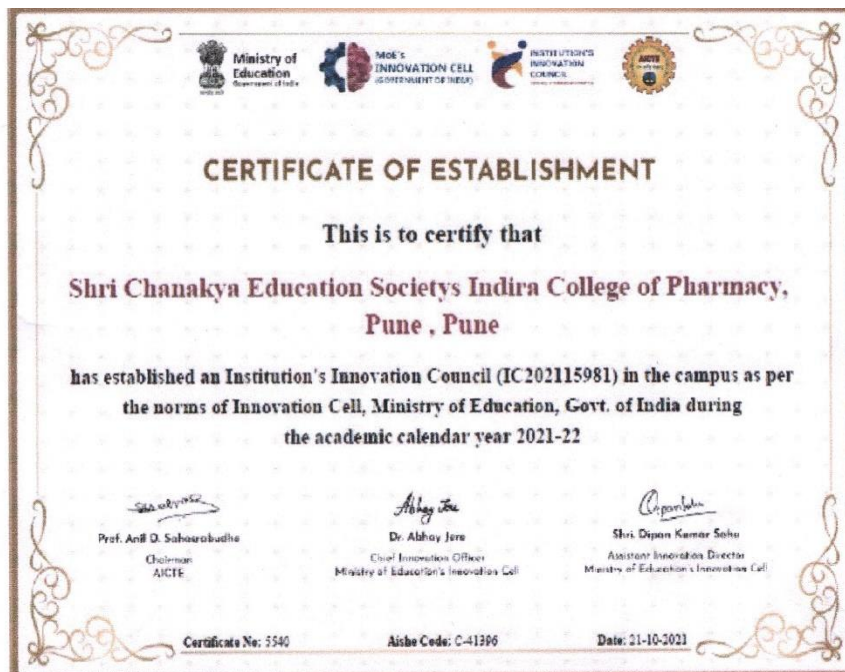 Ministry of
Education
Government of India
MoE's
INNOVATION CELL
(GOVERNMENT OF INDIA)
INSTITUTION'S
INNOVATION
COUNCIL
AICTE
CERTIFICATE OF ESTABLISHMENT
This is to certify that
Shri Chanakya Education Societys Indira College of Pharmacy,
Pune , Pune
has established an Institution's Innovation Council (IC202115981) in the campus as per
the norms of Innovation Cell, Ministry of Education, Govt. of India during
the academic calendar year 2021-22
Prof. Anil D. Sahasrabudhe
Chairman
AICTE
Abhay Jere
Dr. Abhay Jere
Chief Innovation Officer
Ministry of Education's Innovation Cell
Shri. Dipan Kumar Sahu
Assistant Innovation Director
Ministry of Education's Innovation Cell
Certificate No: 5540
Aishe Code: C-41396
Date: 21-10-2021